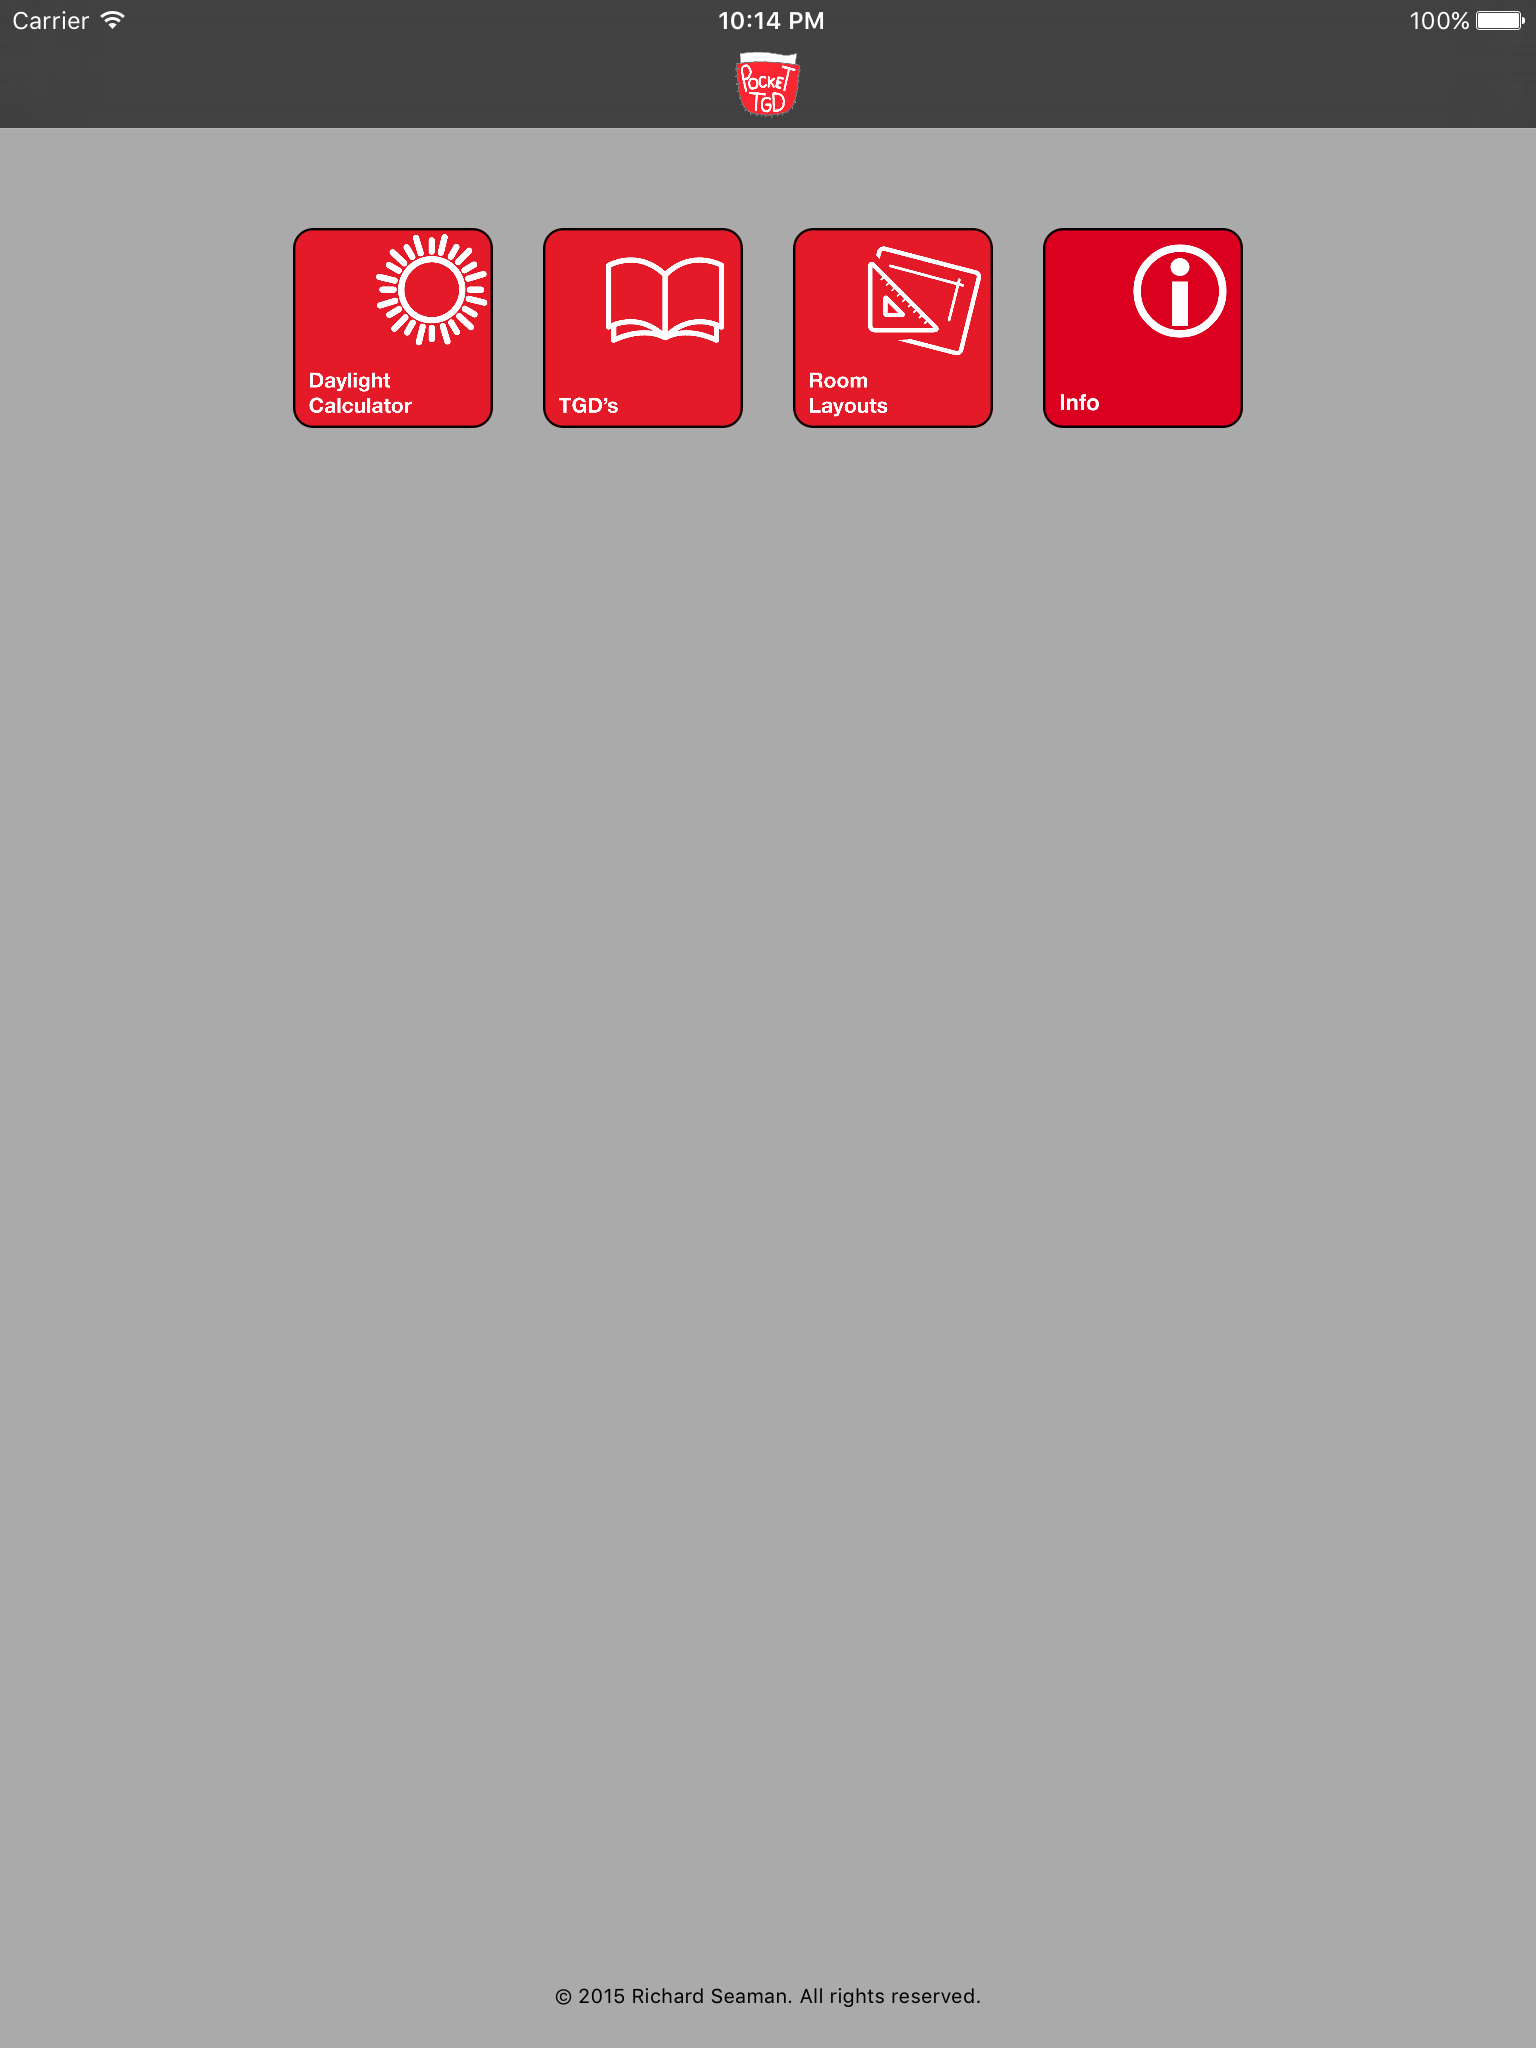 Carrier 10:14 PM 100%
POCKET
TGD
Daylight
Calculator
TGD’s
Room
Layouts
Info
© 2015 Richard Seaman. All rights reserved.